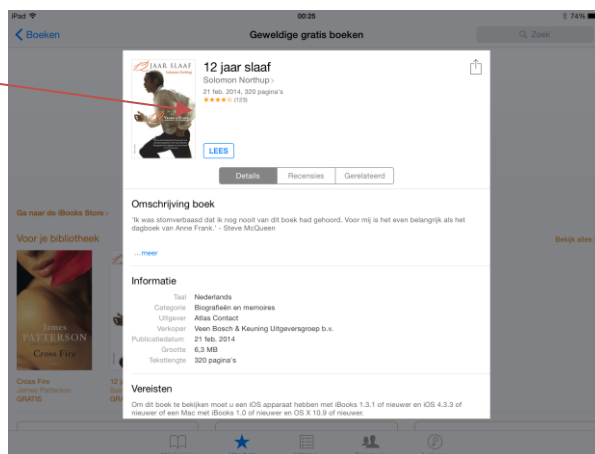 iPad
00:25
74%
Boeken
Geweldige gratis boeken
Zoek
12 JAAR SLAAF
Solomon Northup
12 jaar slaaf
Solomon Northup
21 feb. 2014, 320 pagina's
(123)
LEES
Details
Recensies
Gerelateerd
Omschrijving boek
'Ik was stomverbaasd dat ik nog nooit van dit boek had gehoord. Voor mij is het even belangrijk als het
dagboek van Anne Frank.' - Steve McQueen
...meer
Ga naar de iBooks Store
Voor je bibliotheek
Bekijk alles
Informatie
Taal Nederlands
Categorie Biografieën en memoires
Uitgever Atlas Contact
Verkoper Veen Bosch & Keuning Uitgeversgroep b.v.
Publicatiedatum 21 feb. 2014
Grootte 6,3 MB
Tekstlengte 320 pagina's
James
PATTERSON
Cross Fire
Cross Fire
James Patterson
GRATIS
Vereisten
Om dit boek te bekijken moet u een iOS apparaat hebben met iBooks 1.3.1 of nieuwer en iOS 4.3.3 of
nieuwer of een Mac met iBooks 1.0 of nieuwer en OS X 10.9 of nieuwer.